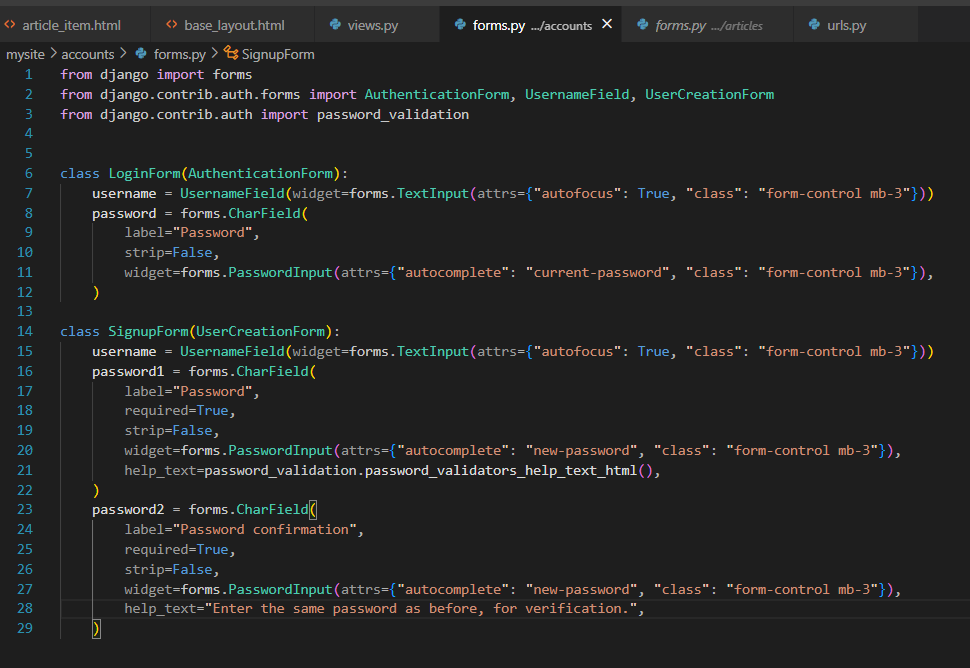 article_item.html base_layout.html views.py forms.py .../accounts forms.py .../articles urls.py
mysite > accounts > forms.py > SignupForm
1 from django import forms
2 from django.contrib.auth.forms import AuthenticationForm, UsernameField, UserCreationForm
3 from django.contrib.auth import password_validation
4
5
6 class LoginForm(AuthenticationForm):
7     username = UsernameField(widget=forms.TextInput(attrs={"autofocus": True, "class": "form-control mb-3"}))
8     password = forms.CharField(
9         label="Password",
10         strip=False,
11         widget=forms.PasswordInput(attrs={"autocomplete": "current-password", "class": "form-control mb-3"}),
12     )
13
14 class SignupForm(UserCreationForm):
15     username = UsernameField(widget=forms.TextInput(attrs={"autofocus": True, "class": "form-control mb-3"}))
16     password1 = forms.CharField(
17         label="Password",
18         required=True,
19         strip=False,
20         widget=forms.PasswordInput(attrs={"autocomplete": "new-password", "class": "form-control mb-3"}),
21         help_text=password_validation.password_validators_help_text_html(),
22     )
23     password2 = forms.CharField(
24         label="Password confirmation",
25         required=True,
26         strip=False,
27         widget=forms.PasswordInput(attrs={"autocomplete": "new-password", "class": "form-control mb-3"}),
28         help_text="Enter the same password as before, for verification.",
29     )